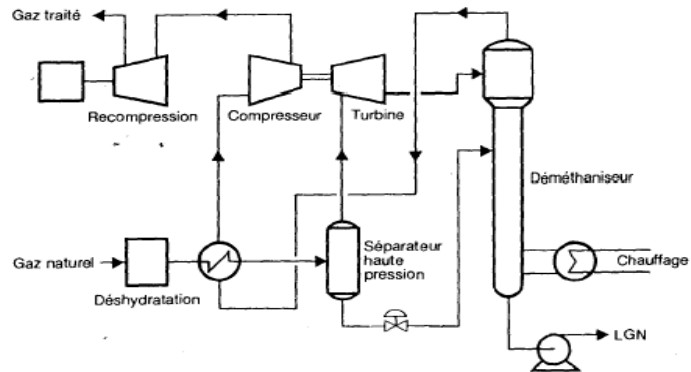 Gaz traité
Recompression
Compresseur
Turbine
Déméthaniseur
Séparateur
haute
pression
Gaz naturel
Déshydratation
Chauffage
LGN